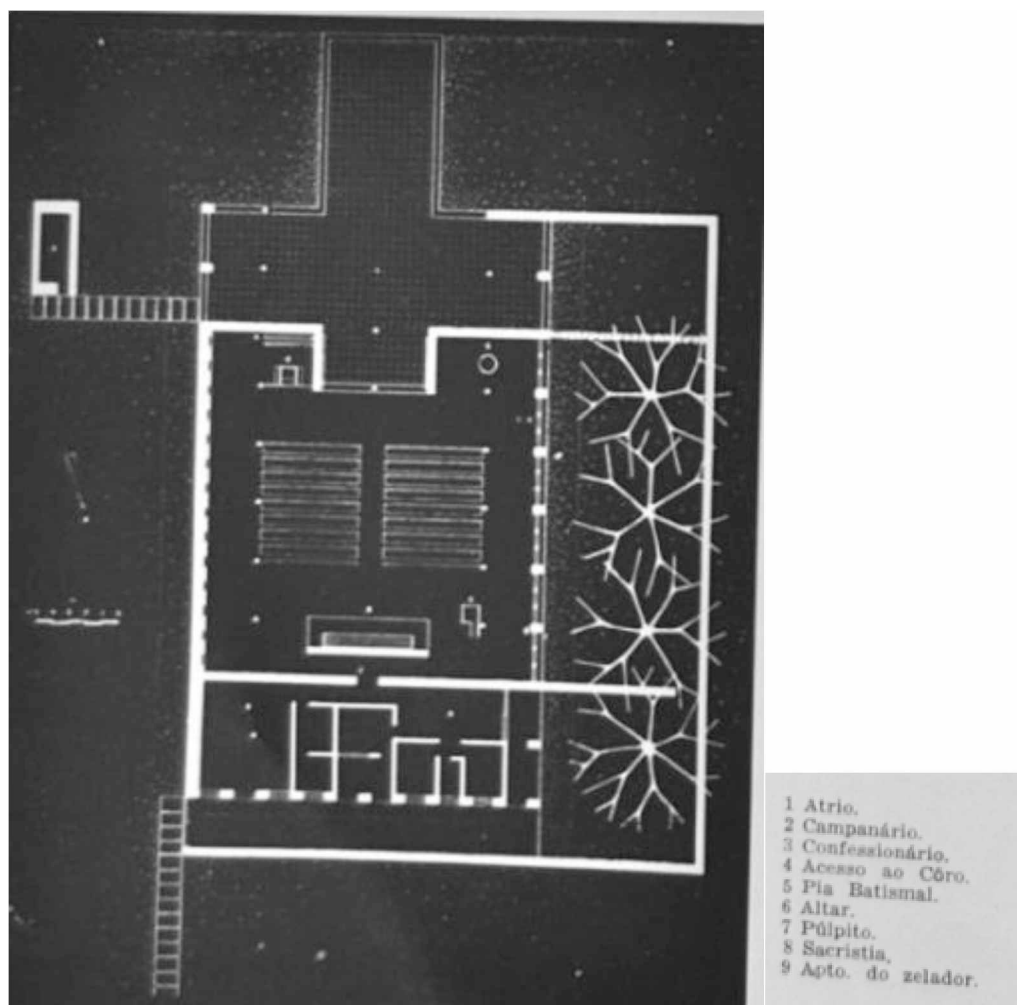 1 Atrio.
2 Campanário.
3 Confessionário.
4 Acesso ao Côro.
5 Pia Batismal.
6 Altar.
7 Púlpito.
8 Sacristia,
9 Apto. do zelador.